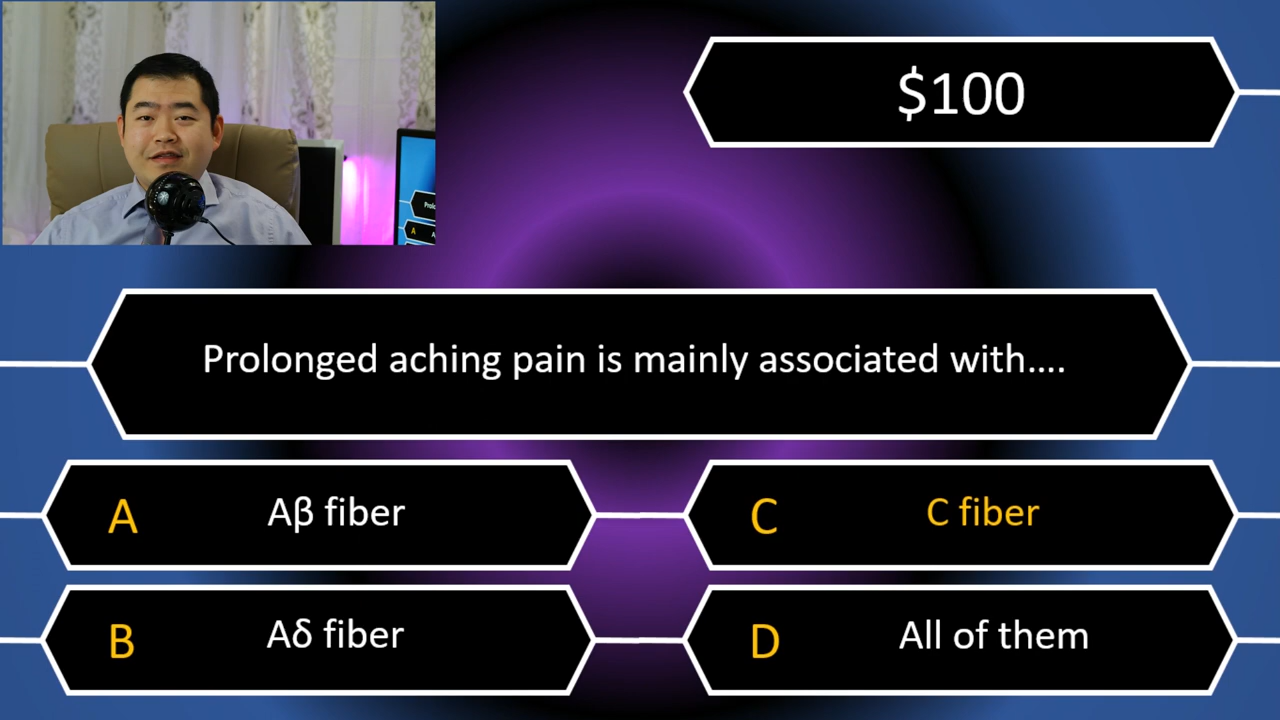 $100
Prolonged aching pain is mainly associated with....
A Aβ fiber
C C fiber
B Aδ fiber
D All of them